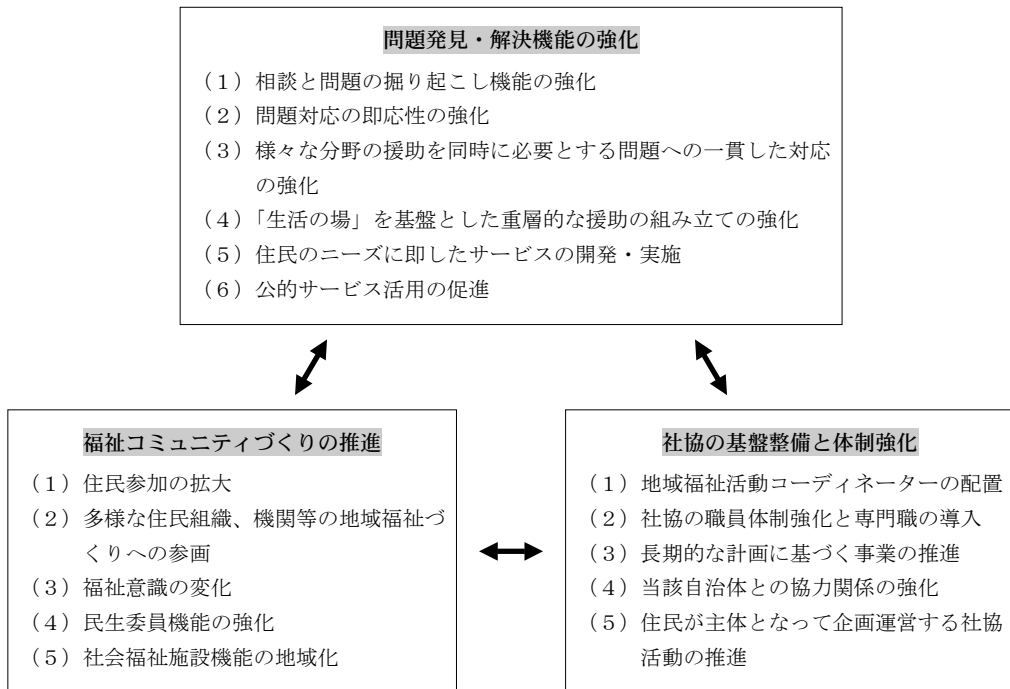 問題発見・解決機能の強化
（１）相談と問題の掘り起こし機能の強化
（２）問題対応の即応性の強化
（３）様々な分野の援助を同時に必要とする問題への一貫した対応
の強化
（４）「生活の場」を基盤とした重層的な援助の組み立ての強化
（５）住民のニーズに即したサービスの開発・実施
（６）公的サービス活用の促進
福祉コミュニティづくりの推進
（１）住民参加の拡大
（２）多様な住民組織、機関等の地域福祉づ
くりへの参画
（３）福祉意識の変化
（４）民生委員機能の強化
（５）社会福祉施設機能の地域化
社協の基盤整備と体制強化
（１）地域福祉活動コーディネーターの配置
（２）社協の職員体制強化と専門職の導入
（３）長期的な計画に基づく事業の推進
（４）当該自治体との協力関係の強化
（５）住民が主体となって企画運営する社協
活動の推進